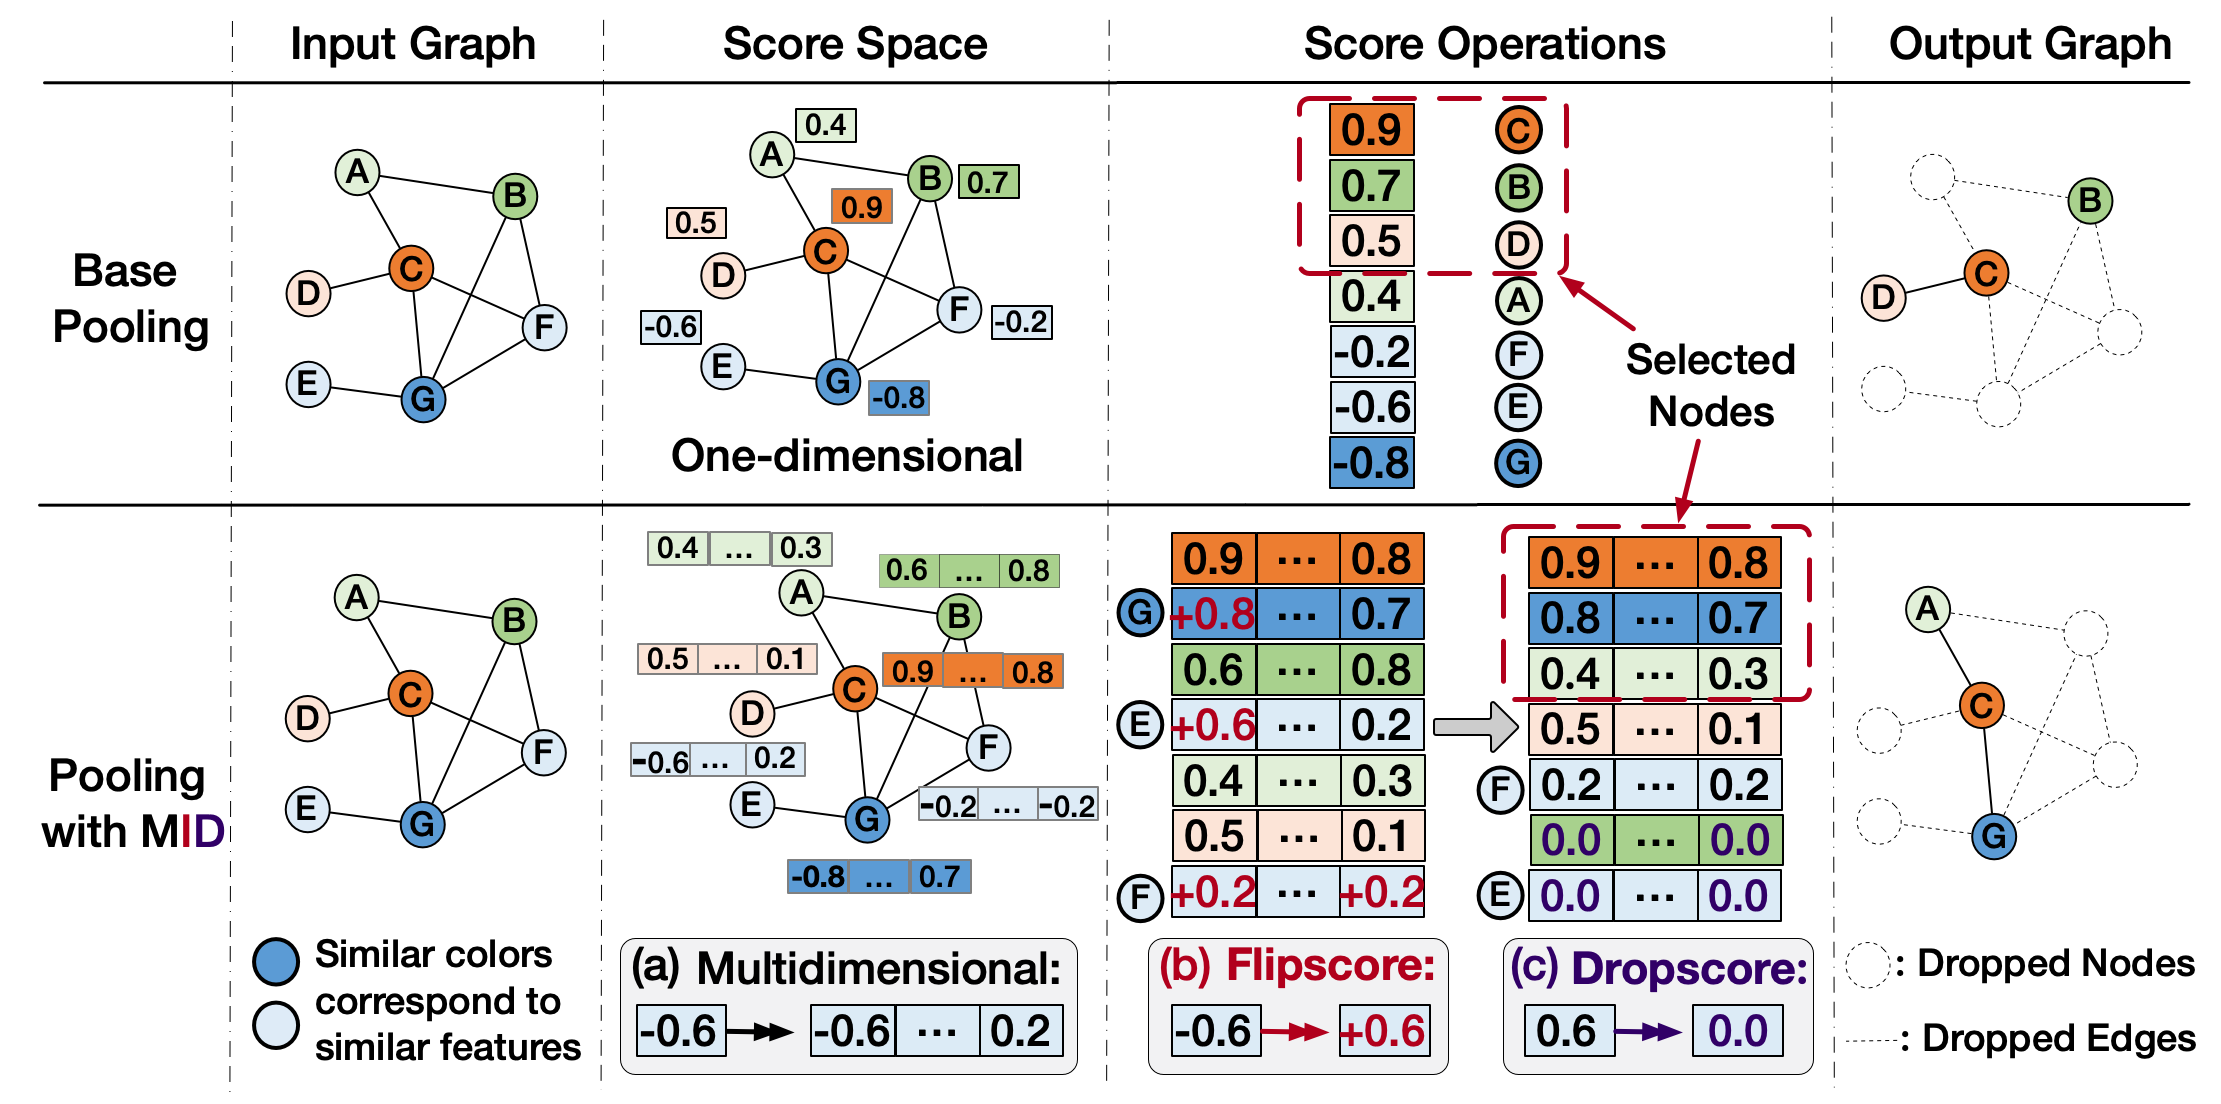 Input Graph
Score Space
Score Operations
Output Graph
Base
Pooling
A
B
C
D
F
E
G
0.4
A
B
0.7
0.9
0.5
C
D
F
-0.2
-0.6
E
G
-0.8
One-dimensional
0.9 C
0.7 B
0.5 D
0.4 A
-0.2 F
-0.6 E
-0.8 G
Selected
Nodes
B
C
D
Pooling
with MID
A
B
C
D
F
E
G
0.4 ... 0.3
0.6 ... 0.8
A
B
0.5 ... 0.1
0.9 ... 0.8
C
D
F
-0.6 ... 0.2
E
G
-0.2 ... -0.2
-0.8 ... 0.7
0.9 ... 0.8
G +0.8 ... 0.7
0.6 ... 0.8
E +0.6 ... 0.2
0.4 ... 0.3
0.5 ... 0.1
F +0.2 ... +0.2
0.9 ... 0.8
0.8 ... 0.7
0.4 ... 0.3
0.5 ... 0.1
F 0.2 ... 0.2
0.0 ... 0.0
E 0.0 ... 0.0
A
C
G
Similar colors
correspond to
similar features
(a) Multidimensional:
-0.6 -0.6 ... 0.2
(b) Flipscore:
-0.6 +0.6
(c) Dropscore:
0.6 0.0
: Dropped Nodes
: Dropped Edges